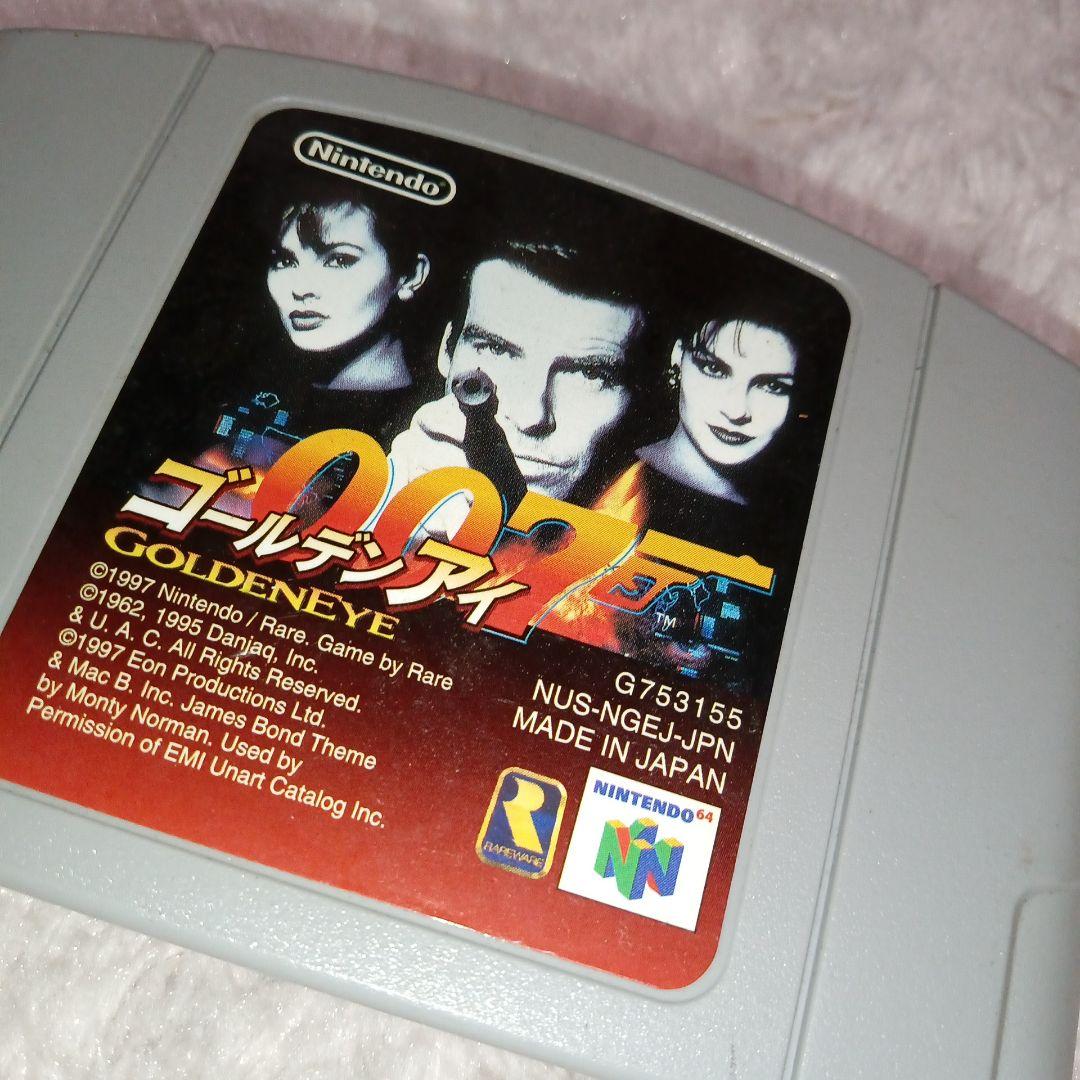 Nintendo
007
ゴールデンアイ
GOLDENEYE
TM
©1997 Nintendo / Rare. Game by Rare
©1962, 1995 Danjaq, Inc.
& U. A. C. All Rights Reserved.
©1997 Eon Productions Ltd.
& Mac B. Inc. James Bond Theme
by Monty Norman. Used by
Permission of EMI Unart Catalog Inc.
G753155
NUS-NGEJ-JPN
MADE IN JAPAN
R
RAREWARE
NINTENDO 64
N